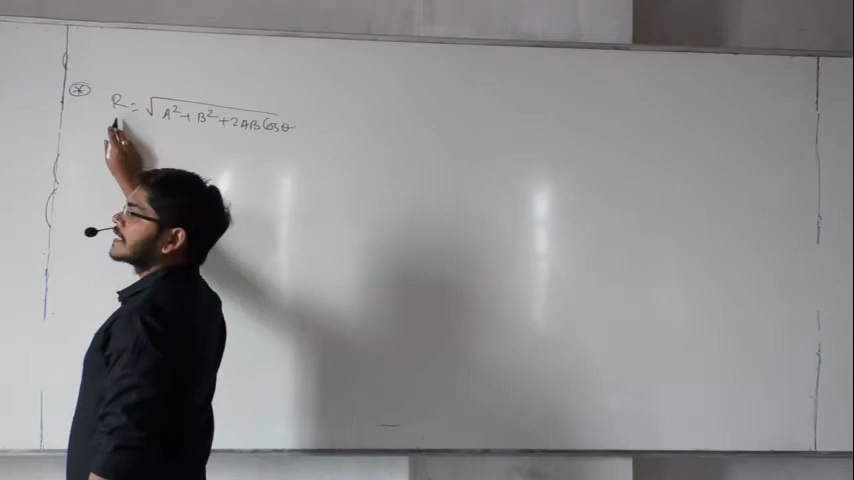 * R = √A² + B² + 2AB Cosθ